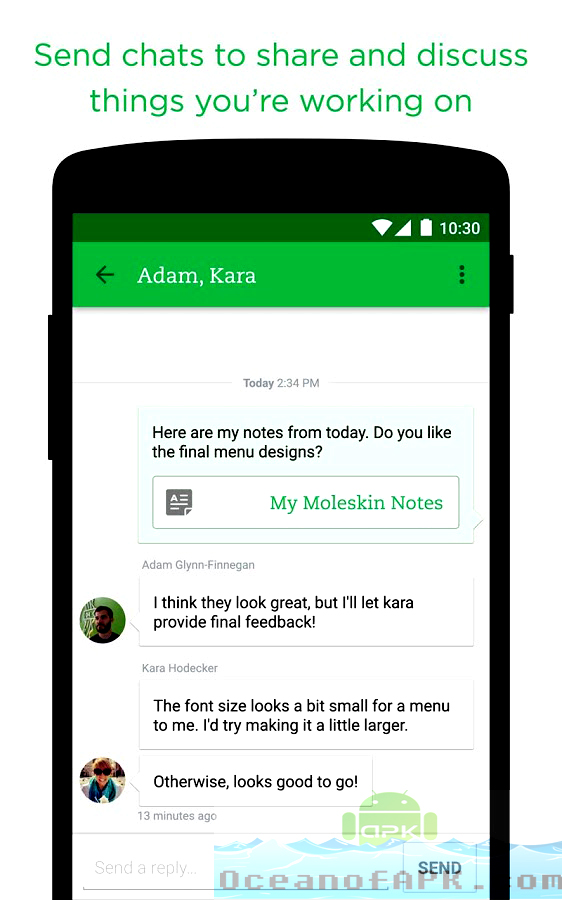 Send chats to share and discuss
things you’re working on
10:30
Adam, Kara
Today 2:34 PM
Here are my notes from today. Do you like
the final menu designs?
My Moleskin Notes
Adam Glynn-Finnegan
I think they look great, but I'll let kara
provide final feedback!
Kara Hodecker
The font size looks a bit small for a menu
to me. I'd try making it a little larger.
Otherwise, looks good to go!
13 minutes ago
APK
Send a reply...
SEND
OceanofAPK.com